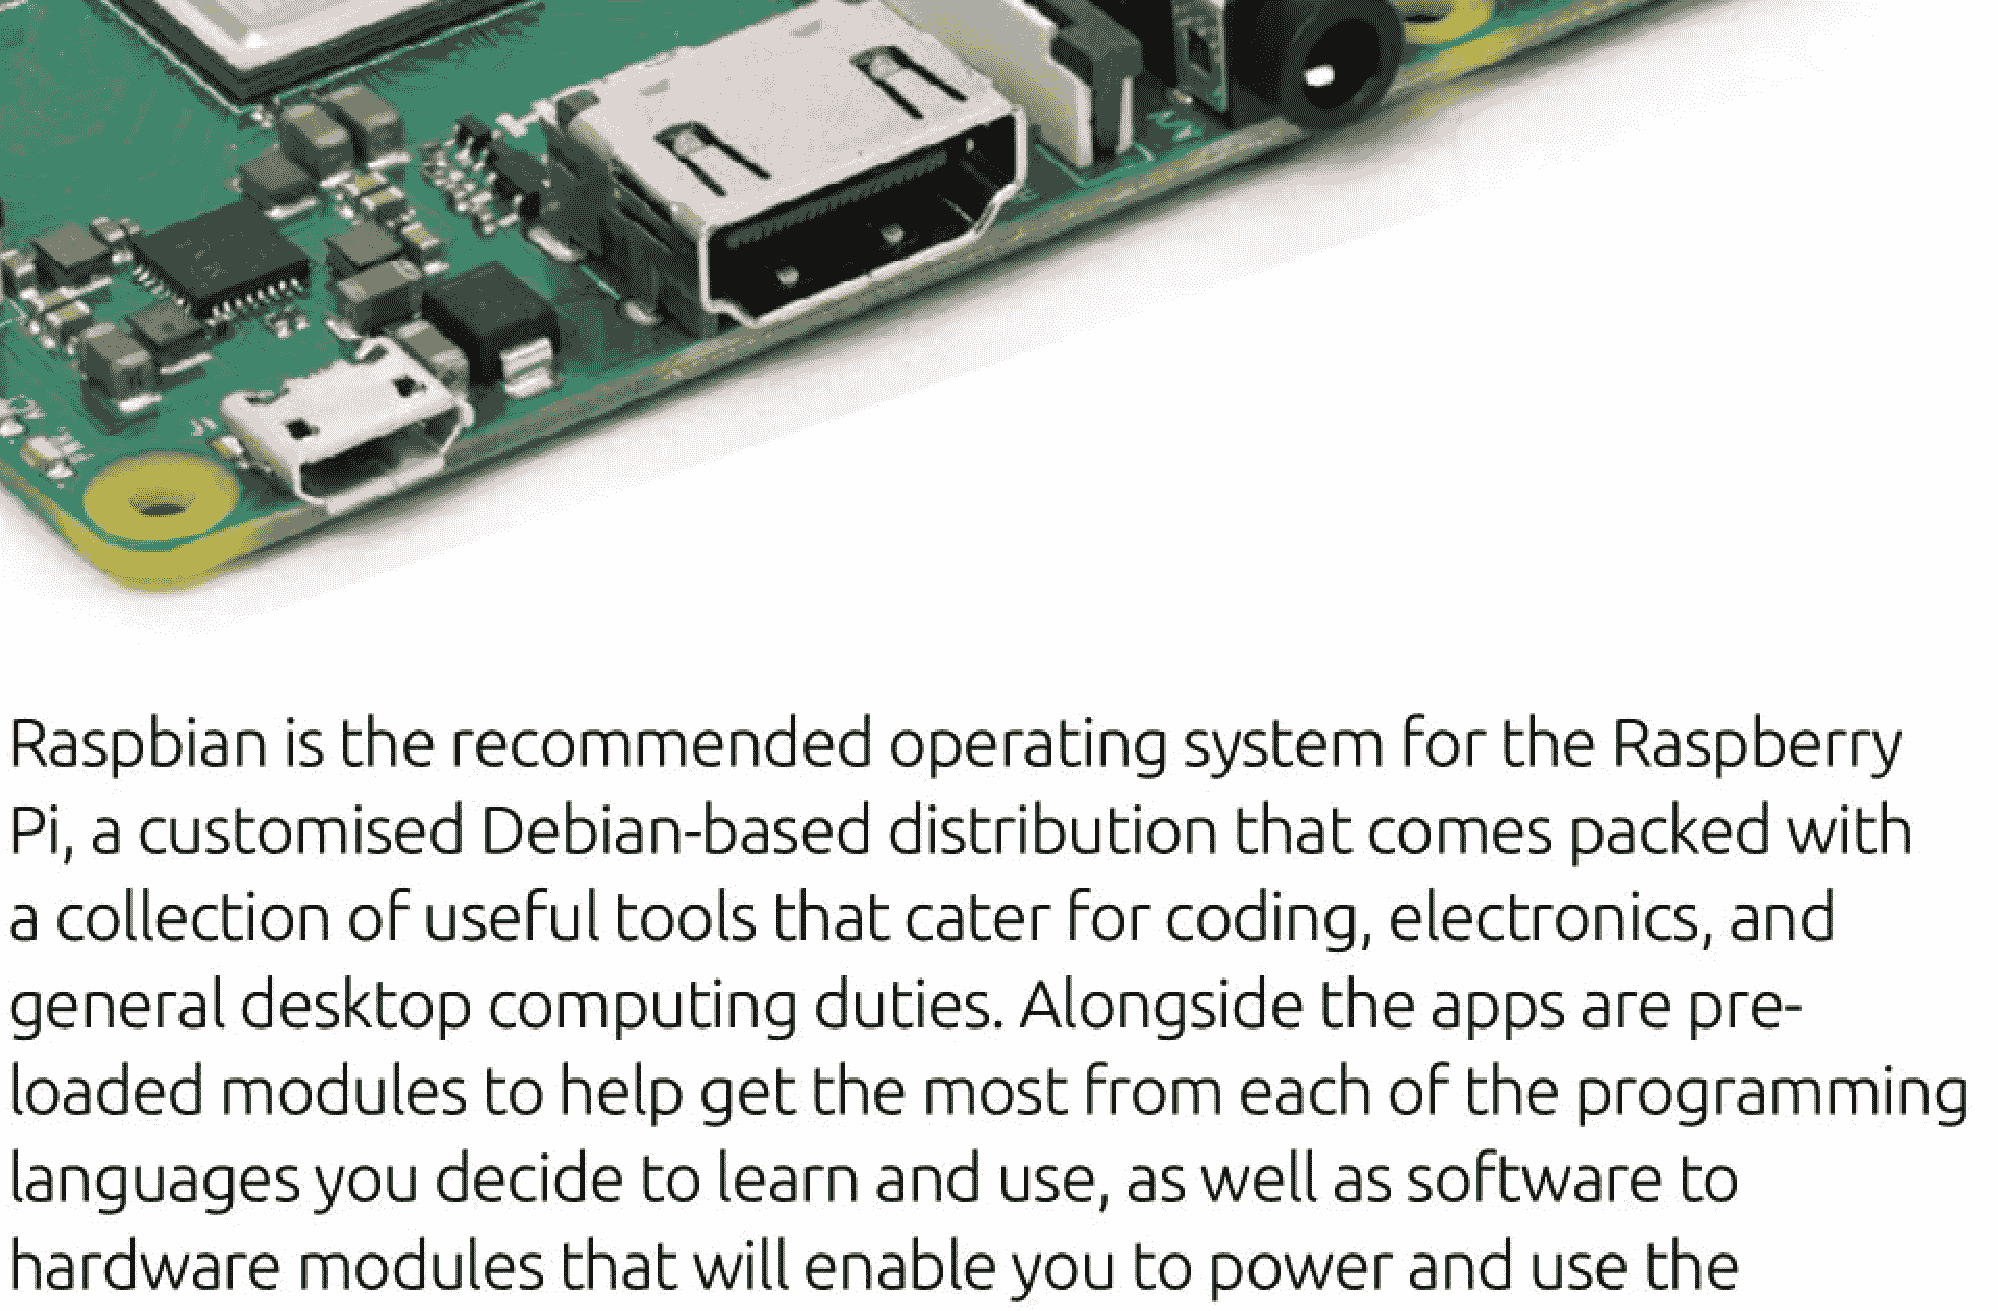 Raspbian is the recommended operating system for the Raspberry
Pi, a customised Debian-based distribution that comes packed with
a collection of useful tools that cater for coding, electronics, and
general desktop computing duties. Alongside the apps are pre-
loaded modules to help get the most from each of the programming
languages you decide to learn and use, as well as software to
hardware modules that will enable you to power and use the